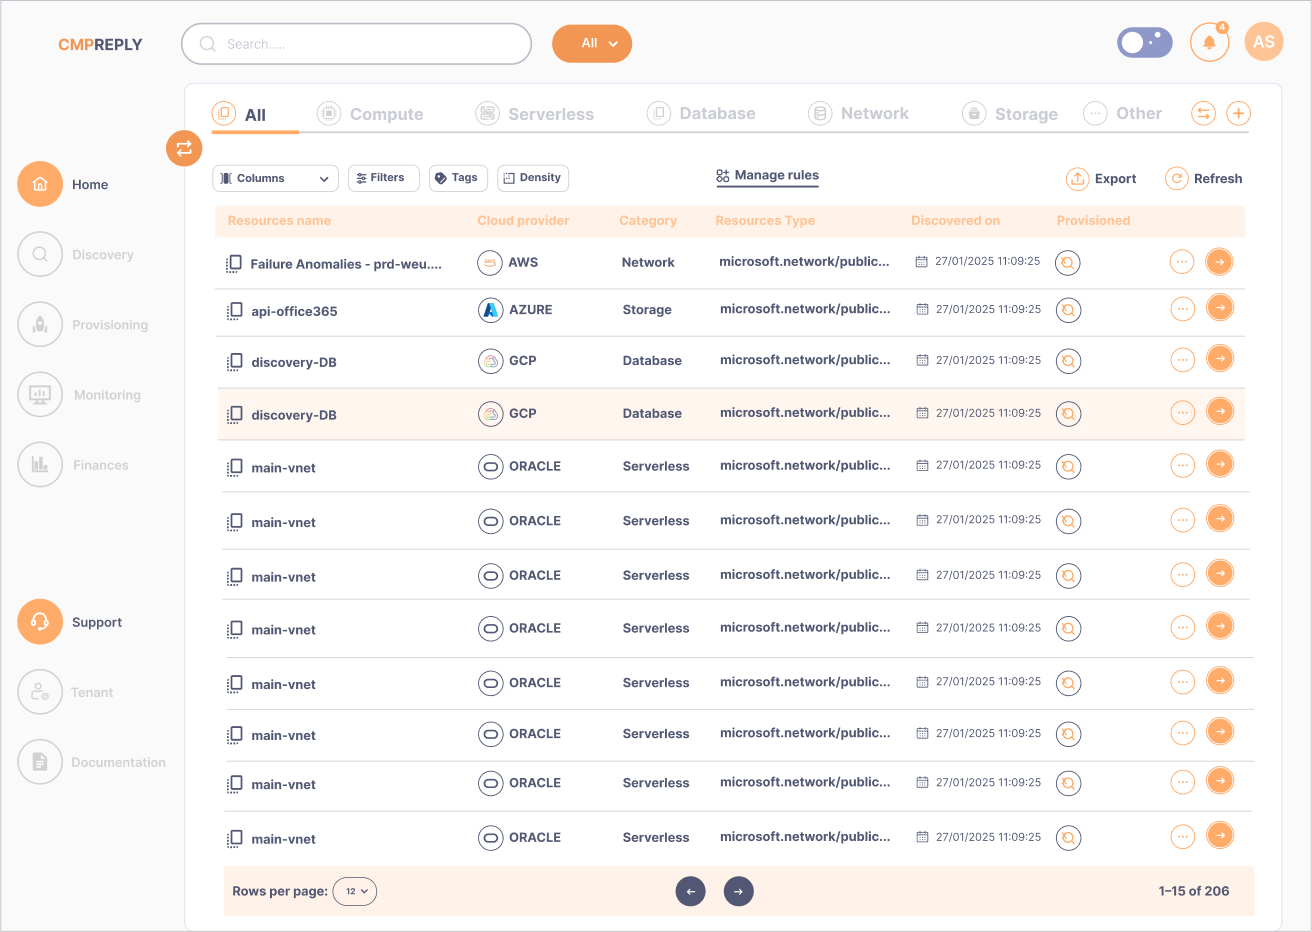 CMPREPLY
Search.....
All
4
AS
All Compute Serverless Database Network Storage Other
Columns Filters Tags Density Manage rules Export Refresh
Home
Discovery
Provisioning
Monitoring
Finances
Support
Tenant
Documentation
Resources name Cloud provider Category Resources Type Discovered on Provisioned
Failure Anomalies - prd-weu.... AWS Network microsoft.network/public... 27/01/2025 11:09:25
api-office365 AZURE Storage microsoft.network/public... 27/01/2025 11:09:25
discovery-DB GCP Database microsoft.network/public... 27/01/2025 11:09:25
discovery-DB GCP Database microsoft.network/public... 27/01/2025 11:09:25
main-vnet ORACLE Serverless microsoft.network/public... 27/01/2025 11:09:25
main-vnet ORACLE Serverless microsoft.network/public... 27/01/2025 11:09:25
main-vnet ORACLE Serverless microsoft.network/public... 27/01/2025 11:09:25
main-vnet ORACLE Serverless microsoft.network/public... 27/01/2025 11:09:25
main-vnet ORACLE Serverless microsoft.network/public... 27/01/2025 11:09:25
main-vnet ORACLE Serverless microsoft.network/public... 27/01/2025 11:09:25
main-vnet ORACLE Serverless microsoft.network/public... 27/01/2025 11:09:25
main-vnet ORACLE Serverless microsoft.network/public... 27/01/2025 11:09:25
Rows per page: 12 1–15 of 206